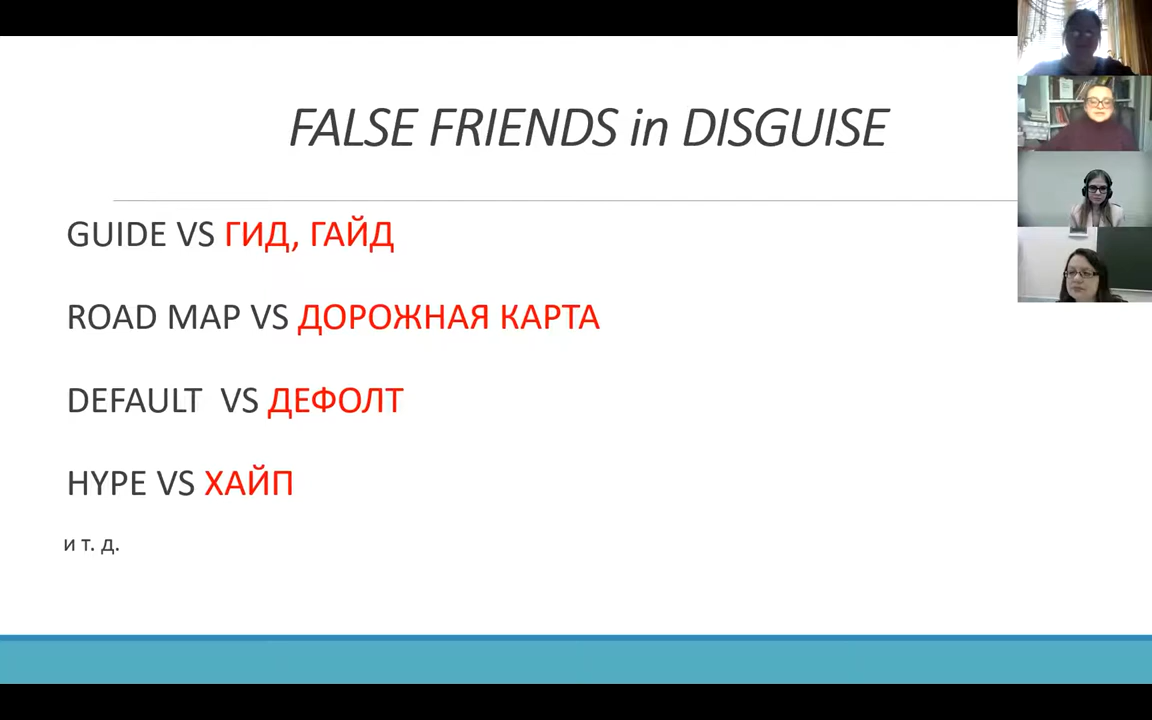 FALSE FRIENDS in DISGUISE
GUIDE VS ГИД, ГАЙД
ROAD MAP VS ДОРОЖНАЯ КАРТА
DEFAULT VS ДЕФОЛТ
HYPE VS ХАЙП
и т. д.